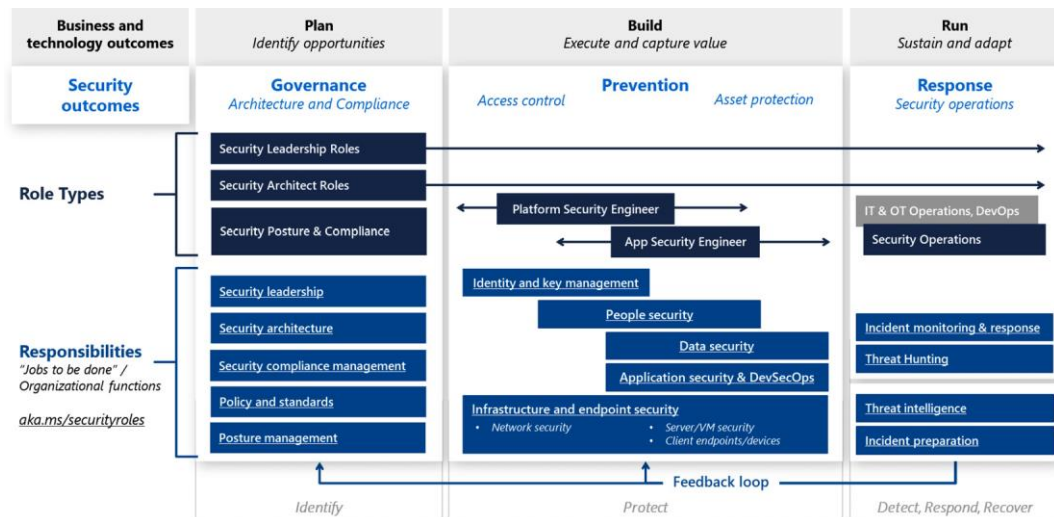 Business and
technology outcomes
Plan
Identify opportunities
Build
Execute and capture value
Run
Sustain and adapt
Security
outcomes
Governance
Architecture and Compliance
Prevention
Access control
Asset protection
Response
Security operations
Role Types
Security Leadership Roles
Security Architect Roles
Security Posture & Compliance
Platform Security Engineer
App Security Engineer
IT & OT Operations, DevOps
Security Operations
Responsibilities
"Jobs to be done" /
Organizational functions
aka.ms/securityroles
Security leadership
Security architecture
Security compliance management
Policy and standards
Posture management
Identity and key management
People security
Data security
Application security & DevSecOps
Infrastructure and endpoint security
• Network security
• Server/VM security
• Client endpoints/devices
Incident monitoring & response
Threat Hunting
Threat intelligence
Incident preparation
Feedback loop
Identify
Protect
Detect, Respond, Recover